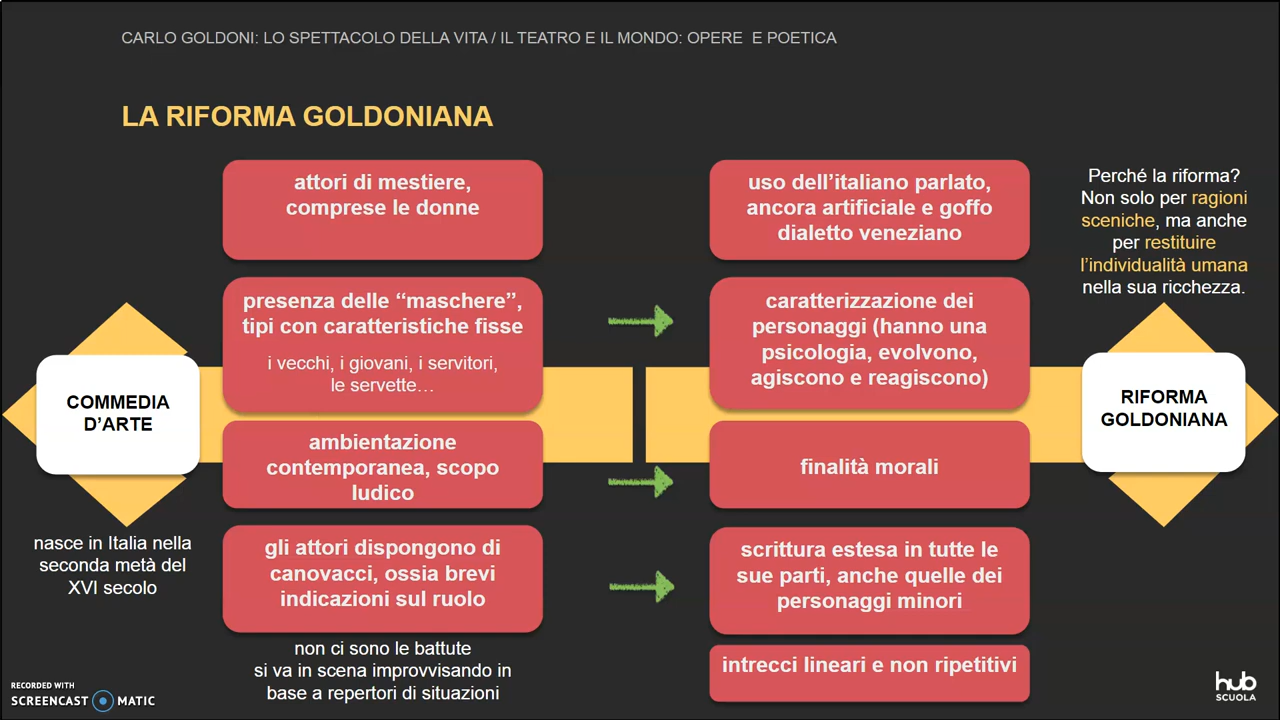 CARLO GOLDONI: LO SPETTACOLO DELLA VITA / IL TEATRO E IL MONDO: OPERE E POETICA
LA RIFORMA GOLDONIANA
COMMEDIA
D'ARTE
nasce in Italia nella
seconda metà del
XVI secolo
attori di mestiere,
comprese le donne
presenza delle “maschere”,
tipi con caratteristiche fisse
i vecchi, i giovani, i servitori,
le servette…
ambientazione
contemporanea, scopo
ludico
gli attori dispongono di
canovacci, ossia brevi
indicazioni sul ruolo
non ci sono le battute
si va in scena improvvisando in
base a repertori di situazioni
uso dell’italiano parlato,
ancora artificiale e goffo
dialetto veneziano
caratterizzazione dei
personaggi (hanno una
psicologia, evolvono,
agiscono e reagiscono)
finalità morali
scrittura estesa in tutte le
sue parti, anche quelle dei
personaggi minori
intrecci lineari e non ripetitivi
Perché la riforma?
Non solo per ragioni
sceniche, ma anche
per restituire
l’individualità umana
nella sua ricchezza.
RIFORMA
GOLDONIANA
RECORDED WITH
SCREENCAST MATIC
hub
SCUOLA